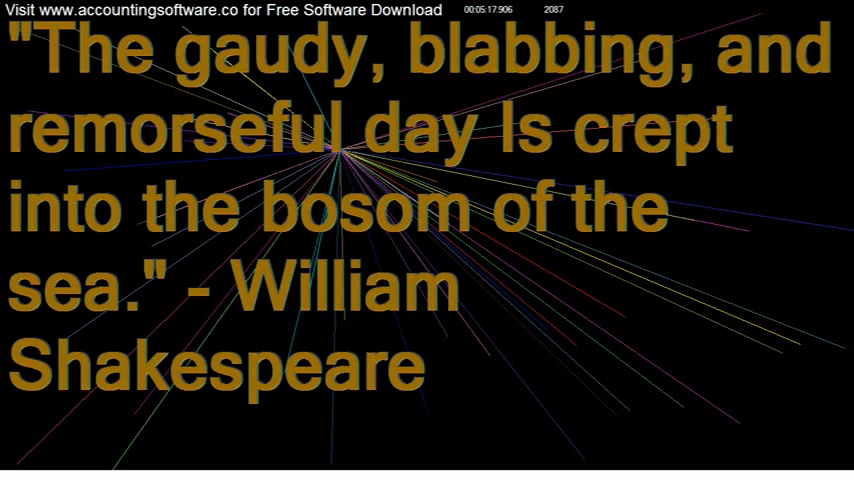 Visit www.accountingsoftware.co for Free Software Download 00:05:17.906 2087
"The gaudy, blabbing, and
remorseful day Is crept
into the bosom of the
sea." - William
Shakespeare